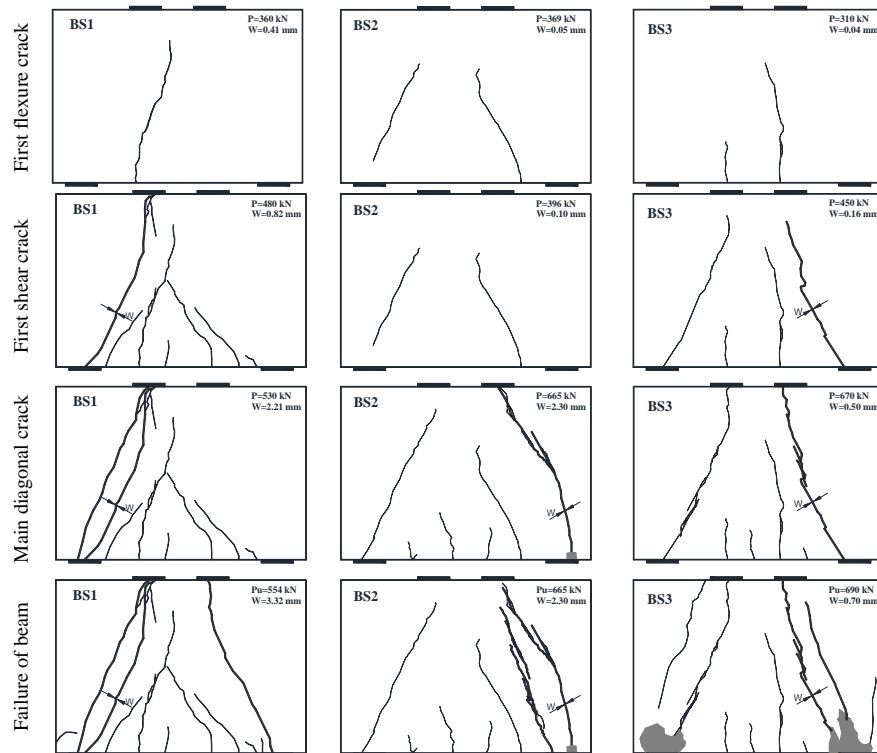 First flexure crack
BS1
P=360 kN
W=0.41 mm
BS2
P=369 kN
W=0.05 mm
BS3
P=310 kN
W=0.04 mm
First shear crack
BS1
P=480 kN
W=0.82 mm
W
BS2
P=396 kN
W=0.10 mm
BS3
P=450 kN
W=0.16 mm
W
Main diagonal crack
BS1
P=530 kN
W=2.21 mm
W
BS2
P=665 kN
W=2.30 mm
W
BS3
P=670 kN
W=0.50 mm
W
Failure of beam
BS1
Pu=554 kN
W=3.32 mm
W
BS2
Pu=665 kN
W=2.30 mm
W
BS3
Pu=690 kN
W=0.70 mm
W